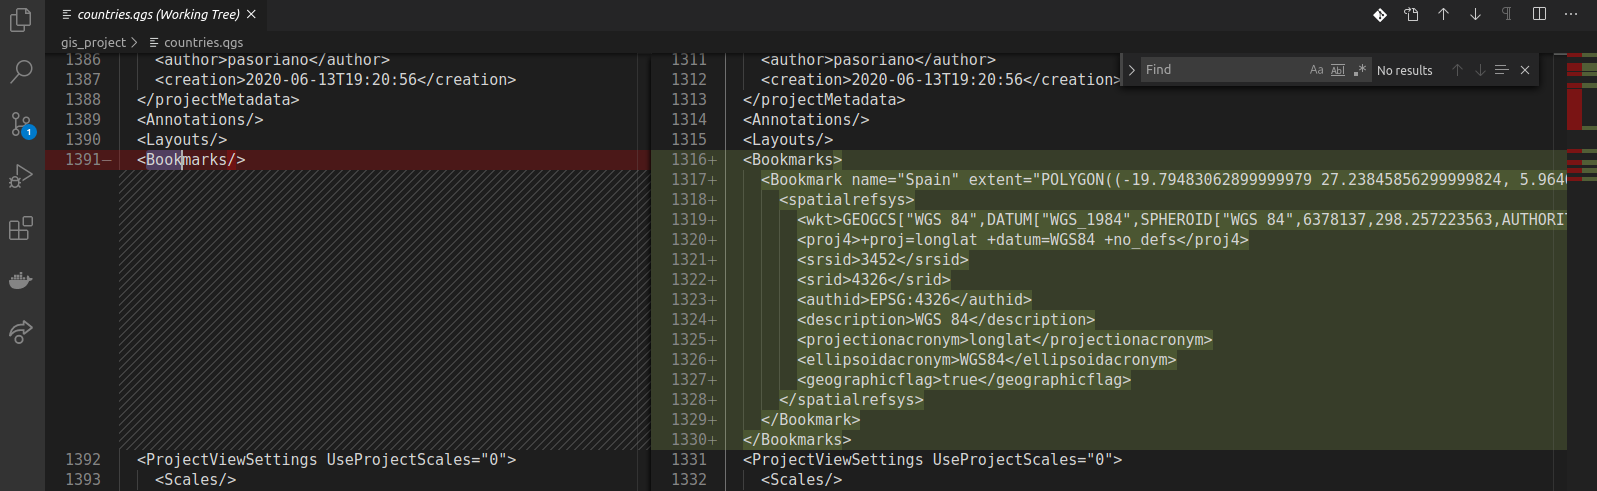 countries.qgs (Working Tree)
gis_project > countries.qgs
1386 <author>pasoriano</author>
1387 <creation>2020-06-13T19:20:56</creation>
1388 </projectMetadata>
1389 <Annotations/>
1390 <Layouts/>
1391- <Bookmarks/>
1392 <ProjectViewSettings UseProjectScales="0">
1393 <Scales/>
1311 <author>pasoriano</author>
1312 <creation>2020-06-13T19:20:56</creation>
1313 </projectMetadata>
1314 <Annotations/>
1315 <Layouts/>
1316+ <Bookmarks>
1317+ <Bookmark name="Spain" extent="POLYGON((-19.79483062899999979 27.23845856299999824, 5.9640
1318+ <spatialrefsys>
1319+ <wkt>GEOGCS["WGS 84",DATUM["WGS_1984",SPHEROID["WGS 84",6378137,298.257223563,AUTHORIT
1320+ <proj4>+proj=longlat +datum=WGS84 +no_defs</proj4>
1321+ <srsid>3452</srsid>
1322+ <srid>4326</srid>
1323+ <authid>EPSG:4326</authid>
1324+ <description>WGS 84</description>
1325+ <projectionacronym>longlat</projectionacronym>
1326+ <ellipsoidacronym>WGS84</ellipsoidacronym>
1327+ <geographicflag>true</geographicflag>
1328+ </spatialrefsys>
1329+ </Bookmark>
1330+ </Bookmarks>
1331 <ProjectViewSettings UseProjectScales="0">
1332 <Scales/>
Find
Aa Abl .* No results
1